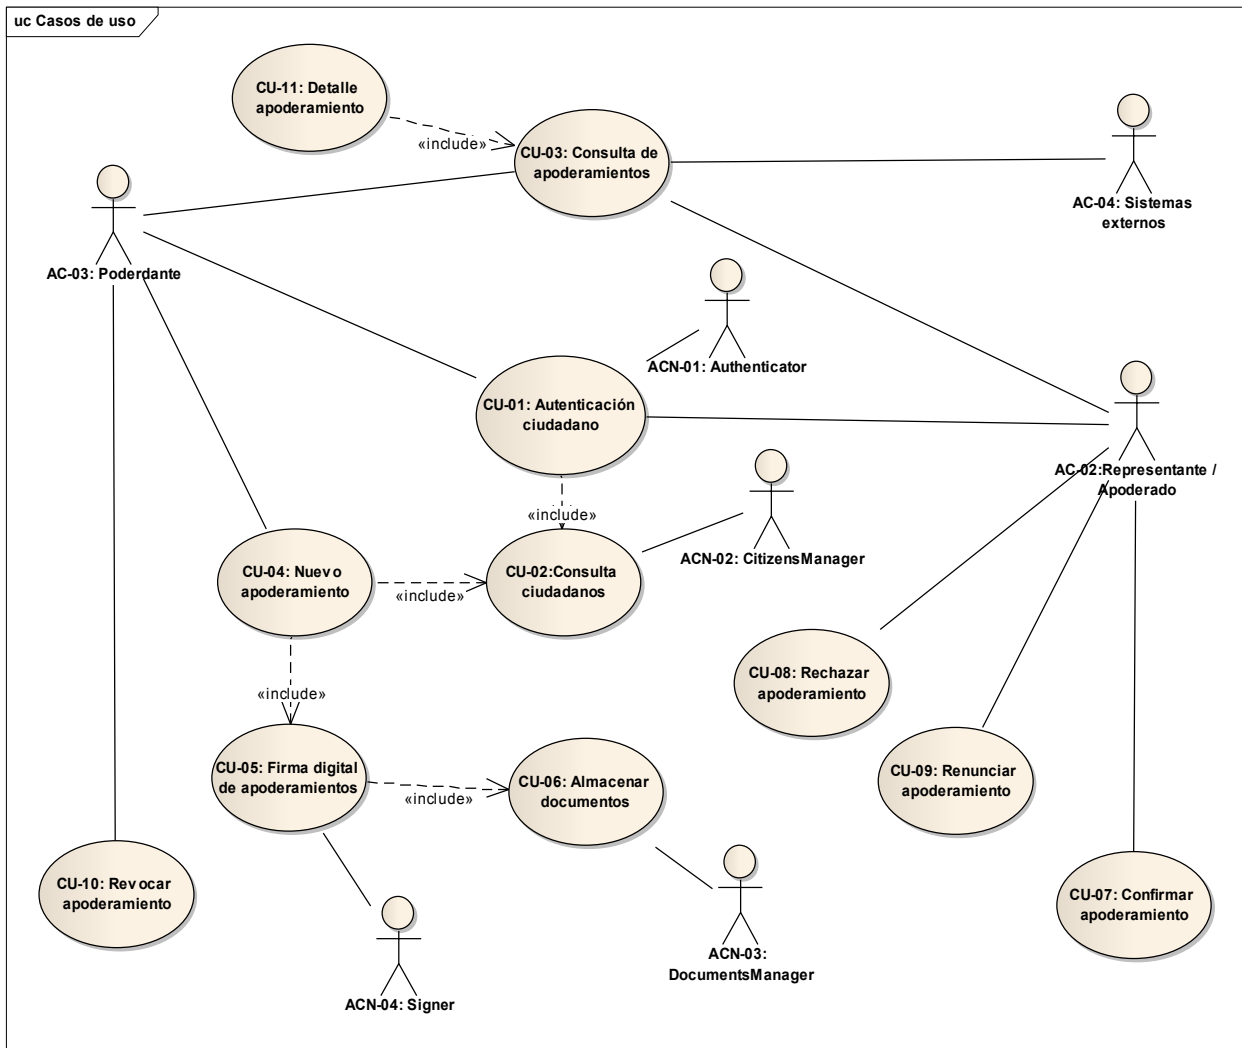 uc Casos de uso
CU-11: Detalle
apoderamiento
«include»
CU-03: Consulta de
apoderamientos
AC-04: Sistemas
externos
AC-03: Poderdante
ACN-01: Authenticator
CU-01: Autenticación
ciudadano
AC-02:Representante /
Apoderado
«include»
ACN-02: CitizensManager
CU-04: Nuevo
apoderamiento
«include»
CU-02:Consulta
ciudadanos
CU-08: Rechazar
apoderamiento
«include»
CU-05: Firma digital
de apoderamientos
«include»
CU-06: Almacenar
documentos
CU-09: Renunciar
apoderamiento
CU-10: Revocar
apoderamiento
CU-07: Confirmar
apoderamiento
ACN-03:
DocumentsManager
ACN-04: Signer